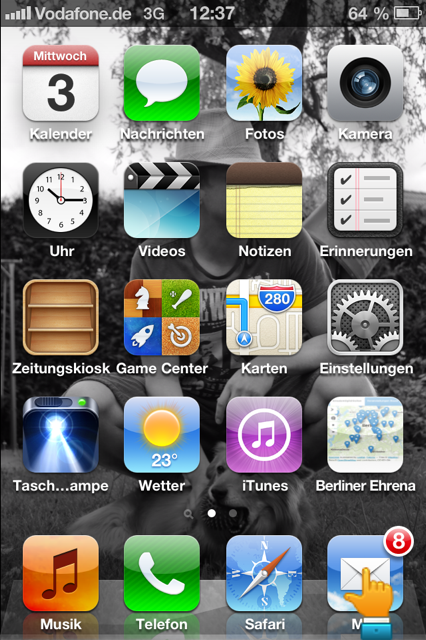 Vodafone.de 3G 12:37 64 %
Mittwoch
3
Kalender Nachrichten Fotos Kamera
Uhr Videos Notizen Erinnerungen
280
Zeitungskiosk Game Center Karten Einstellungen
23°
Tasch...ampe Wetter iTunes Berliner Ehrena
8
Musik Telefon Safari M